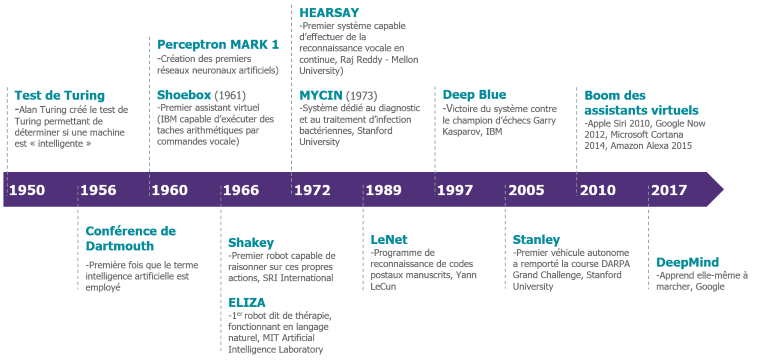 HEARSAY
-Premier système capable
d'effectuer de la
reconnaissance vocale en
continue, Raj Reddy - Mellon
University)
Perceptron MARK 1
-Création des premiers
réseaux neuronaux artificiels)
Test de Turing
-Alan Turing créé le test de
Turing permettant de
déterminer si une machine
est « intelligente »
Shoebox (1961)
-Premier assistant virtuel
(IBM capable d'exécuter des
taches arithmétiques par
commandes vocale)
MYCIN (1973)
-Système dédié au diagnostic
et au traitement d'infection
bactériennes, Stanford
University
Deep Blue
-Victoire du système contre
le champion d'échecs Garry
Kasparov, IBM
Boom des
assistants virtuels
-Apple Siri 2010, Google Now
2012, Microsoft Cortana
2014, Amazon Alexa 2015
1950 1956 1960 1966 1972 1989 1997 2005 2010 2017
Conférence de
Dartmouth
-Première fois que le terme
intelligence artificielle est
employé
Shakey
-Premier robot capable de
raisonner sur ces propres
actions, SRI International
ELIZA
-1er robot dit de thérapie,
fonctionnant en langage
naturel, MIT Artificial
Intelligence Laboratory
LeNet
-Programme de
reconnaissance de codes
postaux manuscrits, Yann
LeCun
Stanley
-Premier véhicule autonome
a remporté la course DARPA
Grand Challenge, Stanford
University
DeepMind
-Apprend elle-même à
marcher, Google